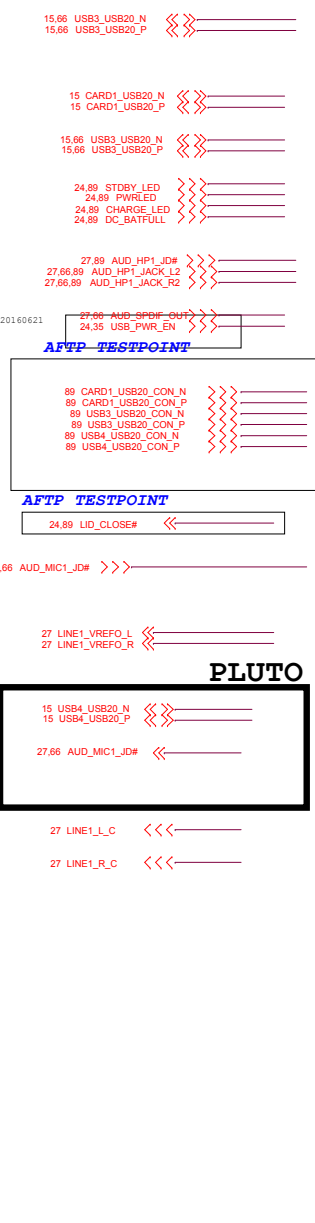 15,66 USB3_USB20_N
15,66 USB3_USB20_P
15 CARD1_USB20_N
15 CARD1_USB20_P
15,66 USB3_USB20_N
15,66 USB3_USB20_P
24,89 STDBY_LED
24,89 PWRLED
24,89 CHARGE_LED
24,89 DC_BATFULL
27,89 AUD_HP1_JD#
27,66,89 AUD_HP1_JACK_L2
27,66,89 AUD_HP1_JACK_R2
20160621
27,66 AUD_SPDIF_OUT
24,35 USB_PWR_EN
AFTP TESTPOINT
89 CARD1_USB20_CON_N
89 CARD1_USB20_CON_P
89 USB3_USB20_CON_N
89 USB3_USB20_CON_P
89 USB4_USB20_CON_N
89 USB4_USB20_CON_P
AFTP TESTPOINT
24,89 LID_CLOSE#
,66 AUD_MIC1_JD#
27 LINE1_VREFO_L
27 LINE1_VREFO_R
PLUTO
15 USB4_USB20_N
15 USB4_USB20_P
27,66 AUD_MIC1_JD#
27 LINE1_L_C
27 LINE1_R_C